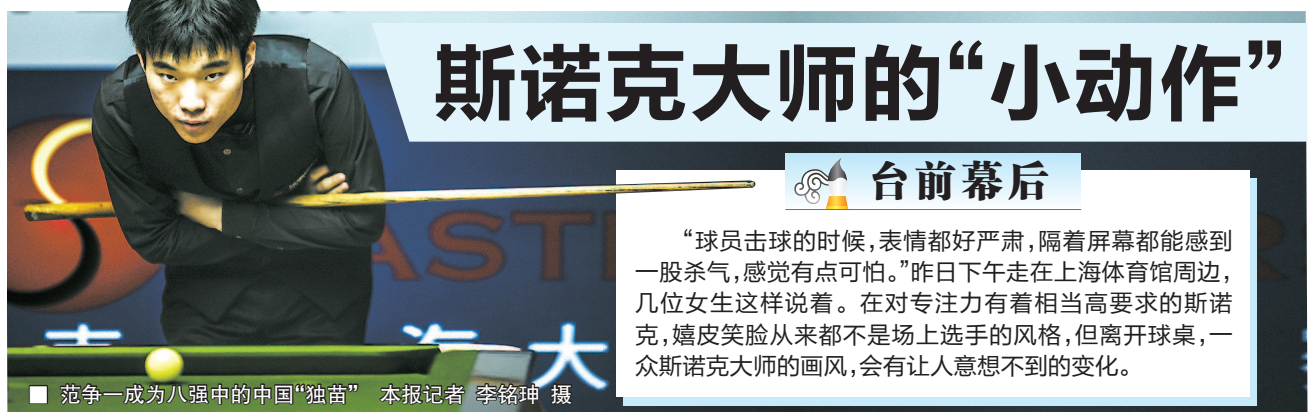 斯诺克大师的“小动作”
台前幕后
“球员击球的时候，表情都好严肃，隔着屏幕都能感到
一股杀气，感觉有点可怕。”昨日下午走在上海体育馆周边，
几位女生这样说着。在对专注力有着相当高要求的斯诺
克，嬉皮笑脸从来都不是场上选手的风格，但离开球桌，一
众斯诺克大师的画风，会有让人意想不到的变化。
海大
■ 范争一成为八强中的中国“独苗” 本报记者 李铭珅 摄